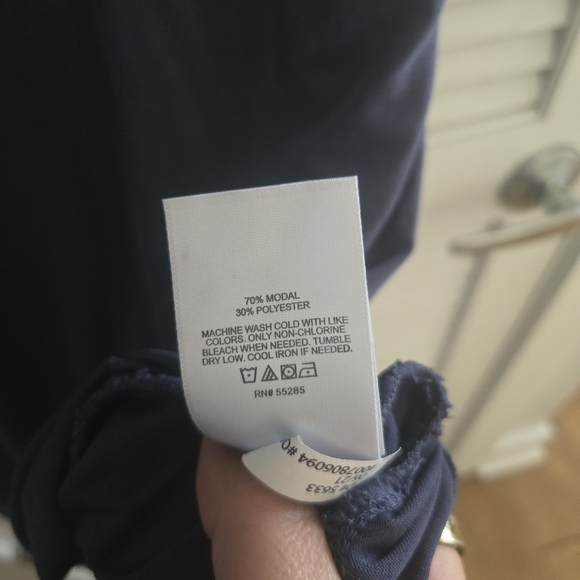 70% MODAL
30% POLYESTER
MACHINE WASH COLD WITH LIKE
COLORS. ONLY NON-CHLORINE
BLEACH WHEN NEEDED. TUMBLE
DRY LOW. COOL IRON IF NEEDED.
RN# 55285
5633